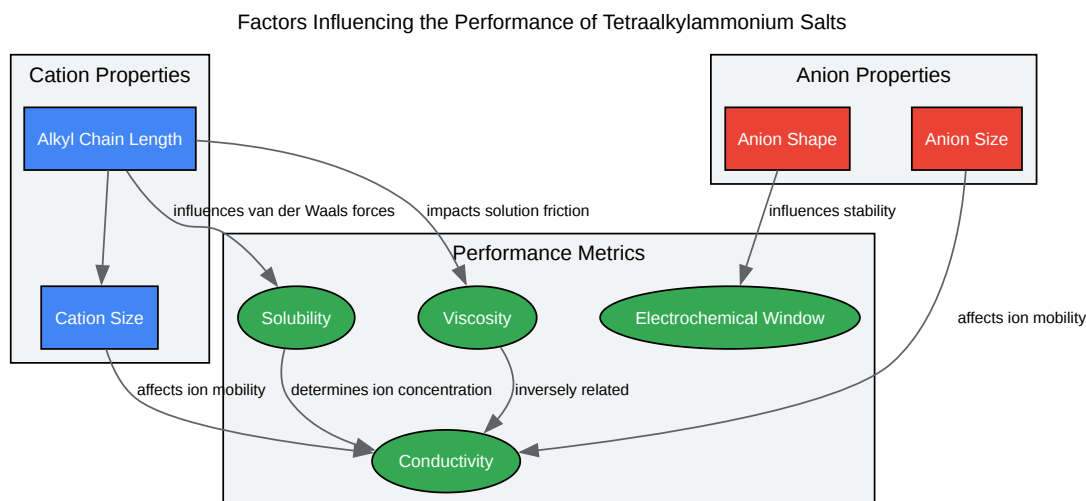 Factors Influencing the Performance of Tetraalkylammonium Salts
Cation Properties
Anion Properties
Alkyl Chain Length
Anion Shape
Anion Size
influences van der Waals forces
impacts solution friction
influences stability
Performance Metrics
Cation Size
Solubility
Viscosity
Electrochemical Window
affects ion mobility
affects ion mobility
determines ion concentration
inversely related
Conductivity